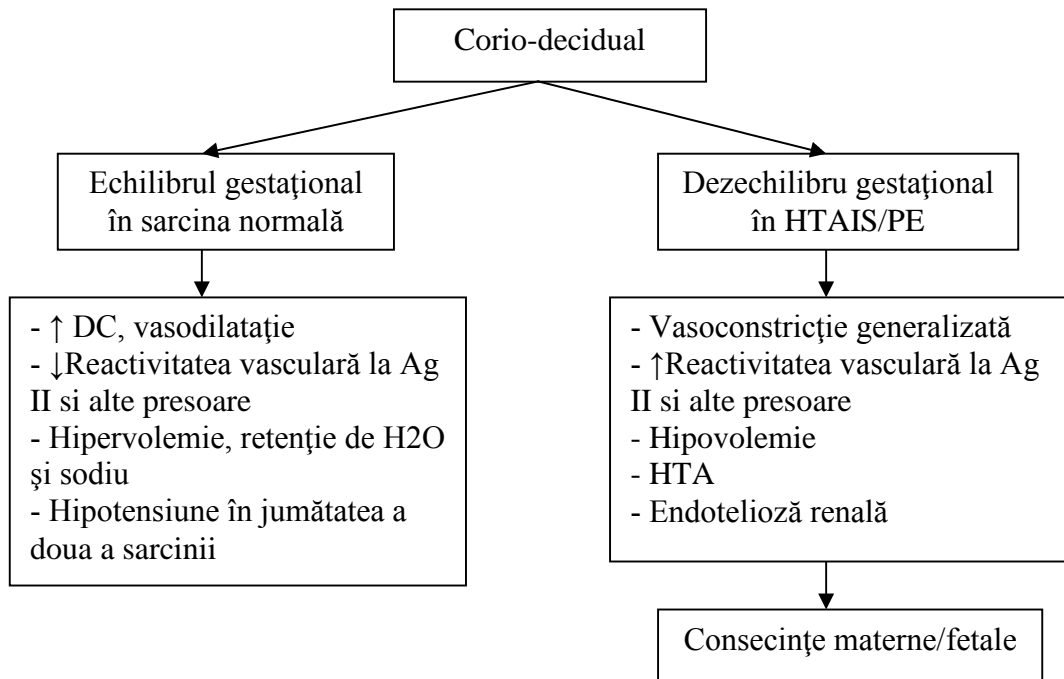 Corio-decidual
Echilibrul gestaţional
în sarcina normală
Dezechilibru gestaţional
în HTAIS/PE
- ↑ DC, vasodilataţie
- ↓Reactivitatea vasculară la Ag
II si alte presoare
- Hipervolemie, retenţie de H2O
şi sodiu
- Hipotensiune în jumătatea a
doua a sarcinii
- Vasoconstricţie generalizată
- ↑Reactivitatea vasculară la Ag
II si alte presoare
- Hipovolemie
- HTA
- Endotelioză renală
Consecinţe materne/fetale